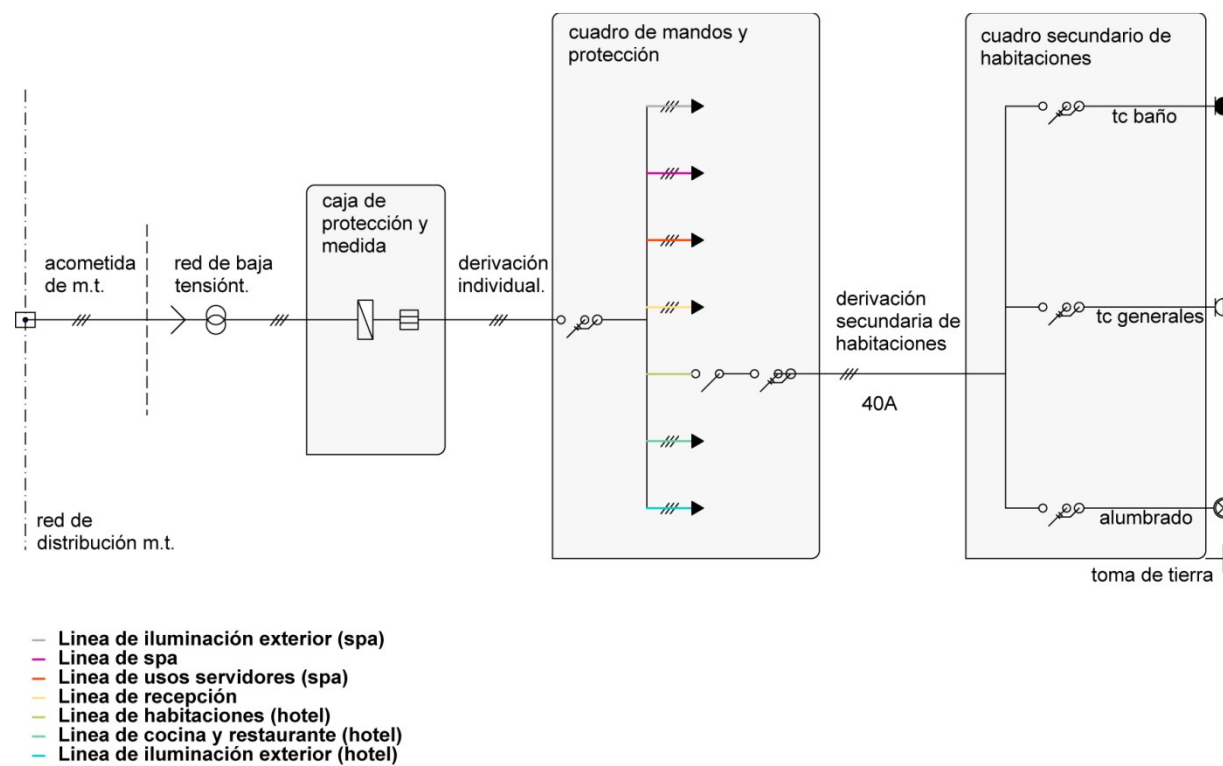 cuadro de mandos y
protección
cuadro secundario de
habitaciones
tc baño
caja de
protección y
medida
acometida
de m.t.
red de baja
tensiónt.
derivación
individual.
derivación
secundaria de
habitaciones
tc generales
40A
red de
distribución m.t.
alumbrado
toma de tierra
Linea de iluminación exterior (spa)
Linea de spa
Linea de usos servidores (spa)
Linea de recepción
Linea de habitaciones (hotel)
Linea de cocina y restaurante (hotel)
Linea de iluminación exterior (hotel)